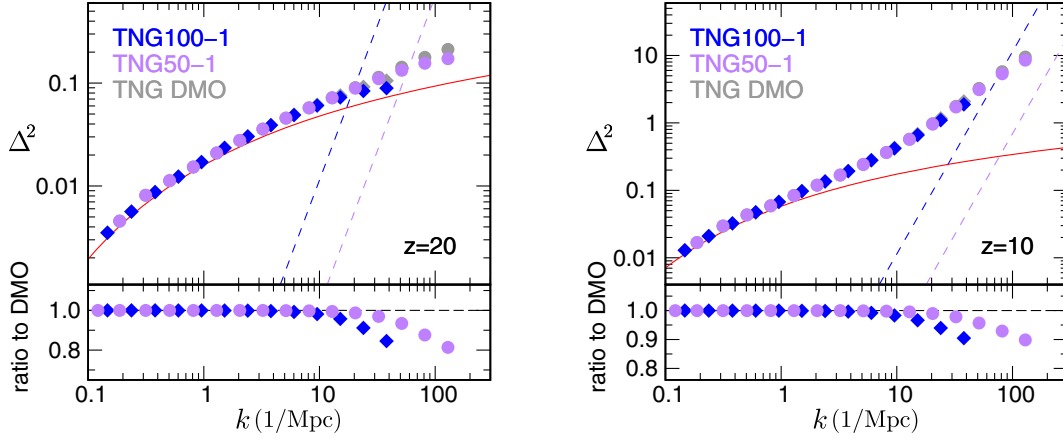 TNG100−1
TNG50−1
TNG DMO
0.1
0.01
Δ²
z=20
ratio to DMO
1.0
0.8
0.1
1
10
100
k (1/Mpc)
TNG100−1
TNG50−1
TNG DMO
10
1
0.1
0.01
Δ²
z=10
ratio to DMO
1.0
0.9
0.8
0.1
1
10
100
k (1/Mpc)